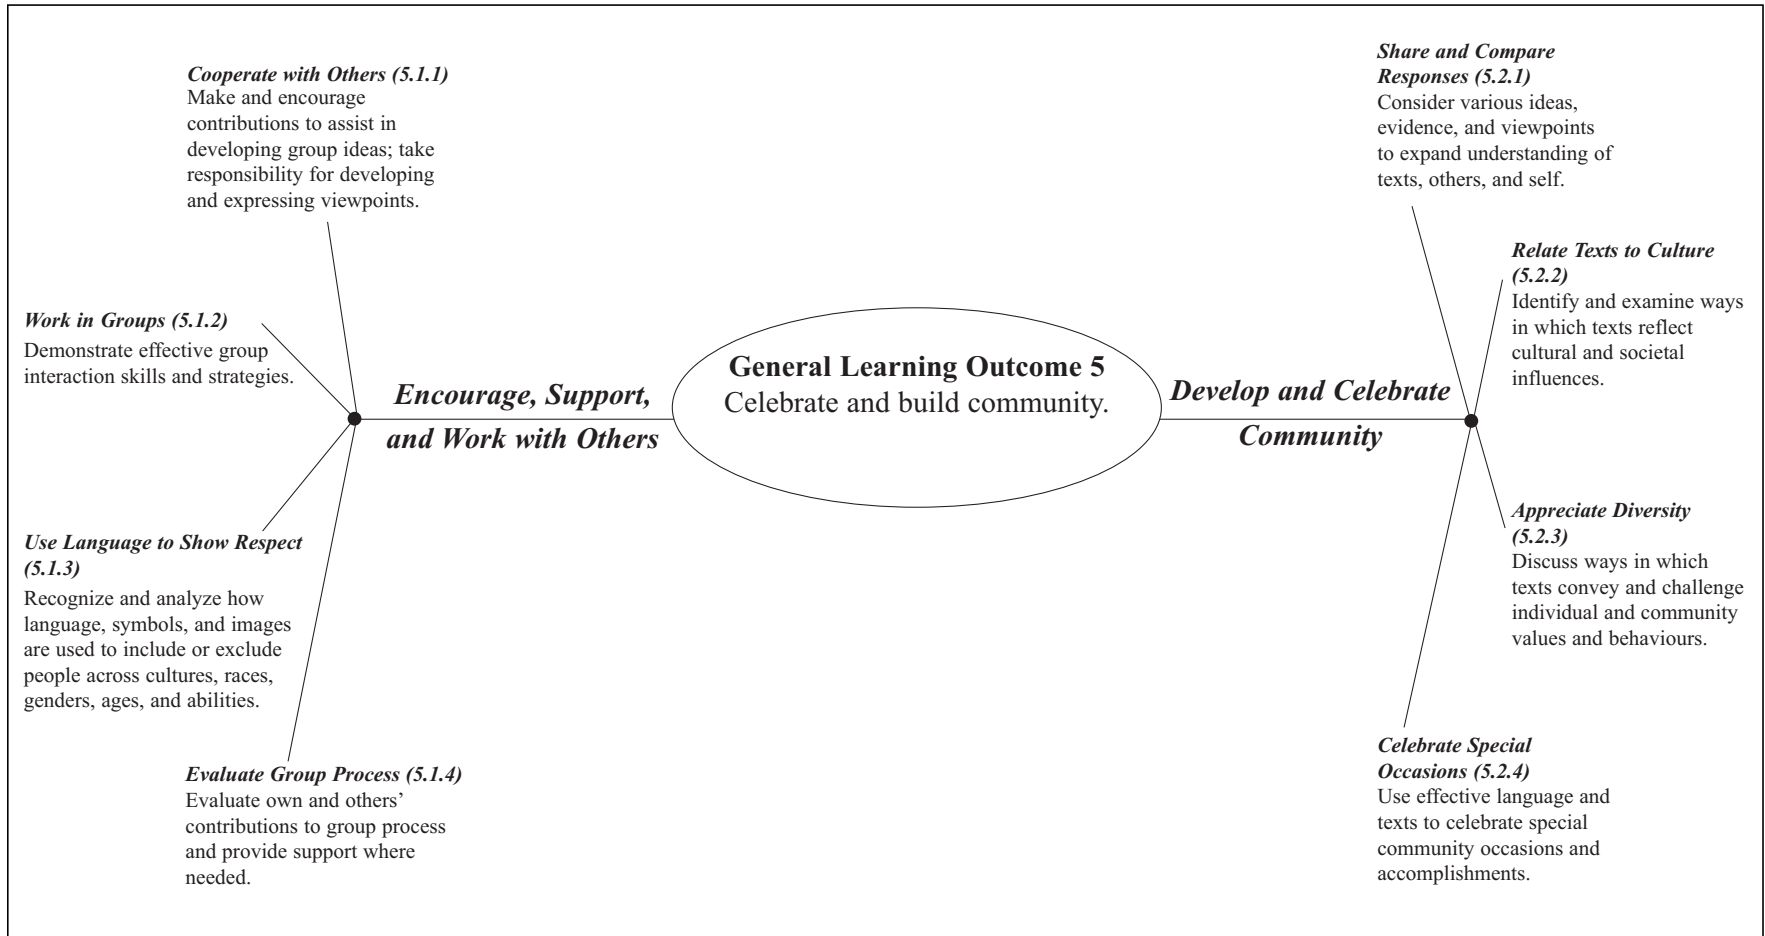 Cooperate with Others (5.1.1)
Make and encourage
contributions to assist in
developing group ideas; take
responsibility for developing
and expressing viewpoints.
Work in Groups (5.1.2)
Demonstrate effective group
interaction skills and strategies.
Encourage, Support,
and Work with Others
Use Language to Show Respect
(5.1.3)
Recognize and analyze how
language, symbols, and images
are used to include or exclude
people across cultures, races,
genders, ages, and abilities.
Evaluate Group Process (5.1.4)
Evaluate own and others’
contributions to group process
and provide support where
needed.
General Learning Outcome 5
Celebrate and build community.
Develop and Celebrate
Community
Share and Compare
Responses (5.2.1)
Consider various ideas,
evidence, and viewpoints
to expand understanding of
texts, others, and self.
Relate Texts to Culture
(5.2.2)
Identify and examine ways
in which texts reflect
cultural and societal
influences.
Appreciate Diversity
(5.2.3)
Discuss ways in which
texts convey and challenge
individual and community
values and behaviours.
Celebrate Special
Occasions (5.2.4)
Use effective language and
texts to celebrate special
community occasions and
accomplishments.